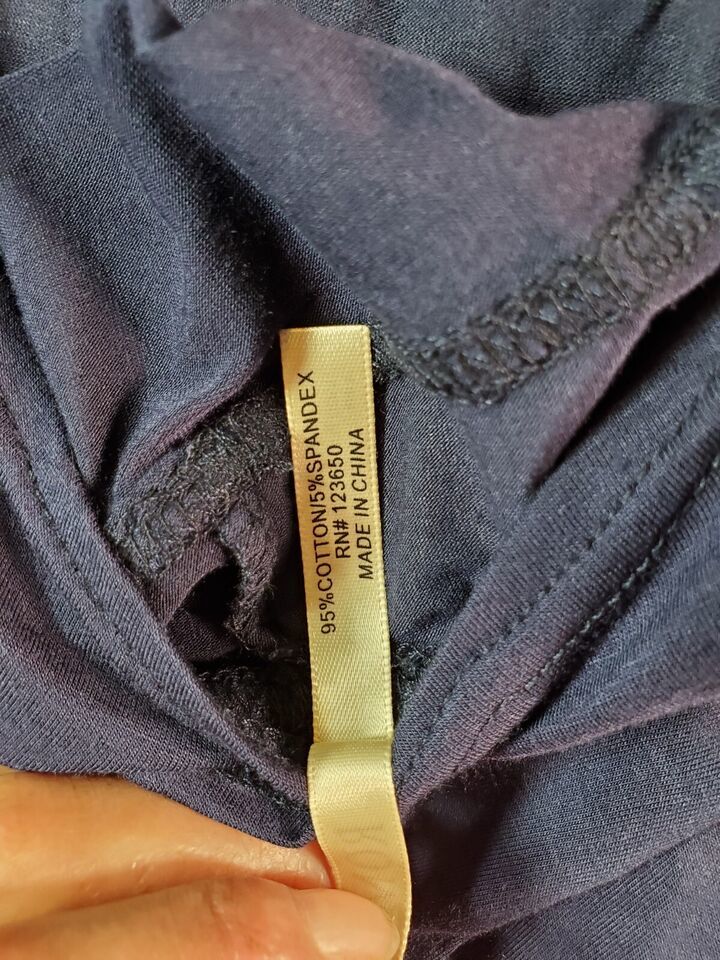 95%COTTON/5%SPANDEX
RN# 123650
MADE IN CHINA